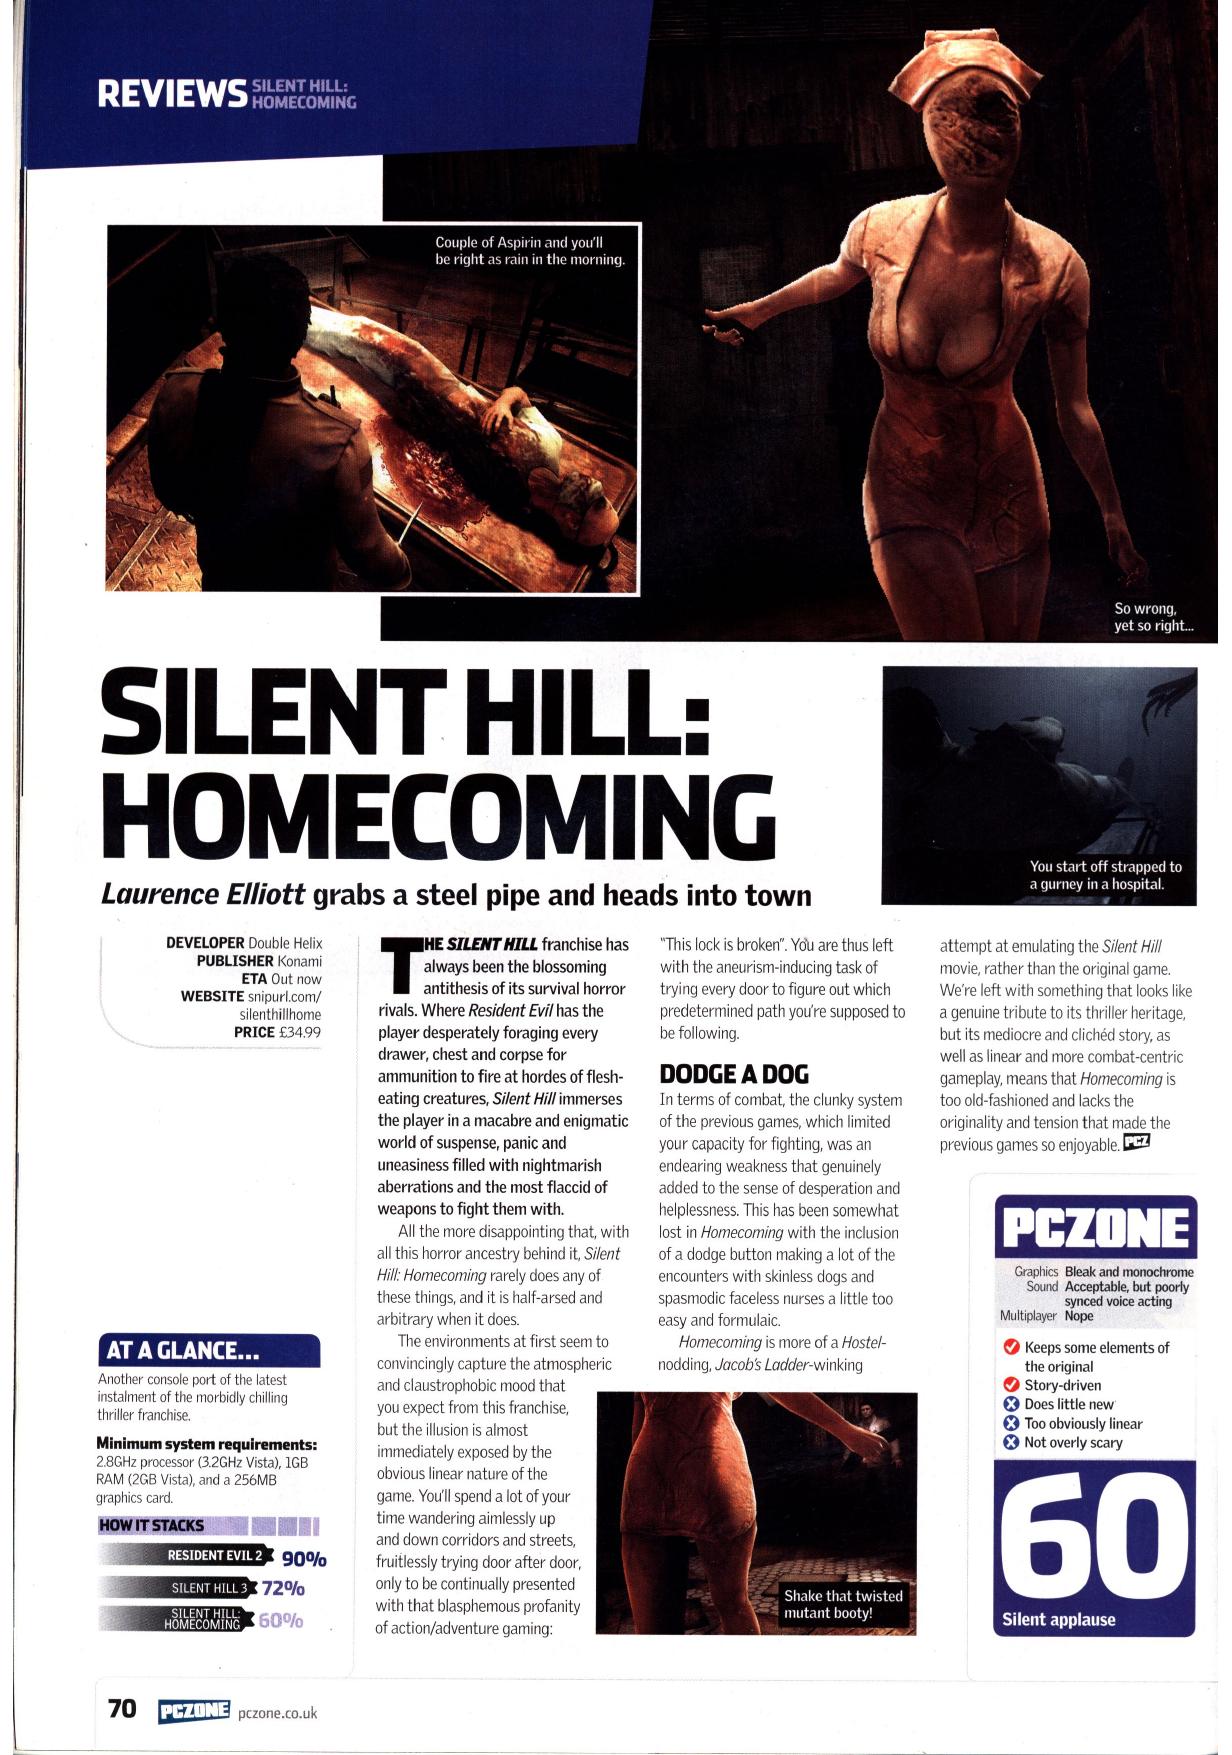 REVIEWS SILENT HILL:
HOMECOMING
Couple of Aspirin and you'll
be right as rain in the morning.
So wrong,
yet so right...
SILENT HILL:
HOMECOMING
Laurence Elliott grabs a steel pipe and heads into town
You start off strapped to
a gurney in a hospital.
DEVELOPER Double Helix
PUBLISHER Konami
ETA Out now
WEBSITE snipurl.com/
silenthillhome
PRICE £34.99
AT A GLANCE...
Another console port of the latest
instalment of the morbidly chilling
thriller franchise.
Minimum system requirements:
2.8GHz processor (3.2GHz Vista), 1GB
RAM (2GB Vista), and a 256MB
graphics card.
HOW IT STACKS
RESIDENT EVIL 2 90%
SILENT HILL 3 72%
SILENT HILL:
HOMECOMING 60%
THE SILENT HILL franchise has
always been the blossoming
antithesis of its survival horror
rivals. Where Resident Evil has the
player desperately foraging every
drawer, chest and corpse for
ammunition to fire at hordes of flesh-
eating creatures, Silent Hill immerses
the player in a macabre and enigmatic
world of suspense, panic and
uneasiness filled with nightmarish
aberrations and the most flaccid of
weapons to fight them with.
All the more disappointing that, with
all this horror ancestry behind it, Silent
Hill: Homecoming rarely does any of
these things, and it is half-arsed and
arbitrary when it does.
The environments at first seem to
convincingly capture the atmospheric
and claustrophobic mood that
you expect from this franchise,
but the illusion is almost
immediately exposed by the
obvious linear nature of the
game. You'll spend a lot of your
time wandering aimlessly up
and down corridors and streets,
fruitlessly trying door after door,
only to be continually presented
with that blasphemous profanity
of action/adventure gaming:
"This lock is broken". You are thus left
with the aneurism-inducing task of
trying every door to figure out which
predetermined path you're supposed to
be following.
DODGE A DOG
In terms of combat, the clunky system
of the previous games, which limited
your capacity for fighting, was an
endearing weakness that genuinely
added to the sense of desperation and
helplessness. This has been somewhat
lost in Homecoming with the inclusion
of a dodge button making a lot of the
encounters with skinless dogs and
spasmodic faceless nurses a little too
easy and formulaic.
Homecoming is more of a Hostel-
nodding, Jacob's Ladder-winking
Shake that twisted
mutant booty!
attempt at emulating the Silent Hill
movie, rather than the original game.
We're left with something that looks like
a genuine tribute to its thriller heritage,
but its mediocre and clichéd story, as
well as linear and more combat-centric
gameplay, means that Homecoming is
too old-fashioned and lacks the
originality and tension that made the
previous games so enjoyable. PCZ
PCZONE
Graphics Bleak and monochrome
Sound Acceptable, but poorly
synced voice acting
Multiplayer Nope
Keeps some elements of
the original
Story-driven
Does little new
Too obviously linear
Not overly scary
60
Silent applause
70 PCZONE pczone.co.uk